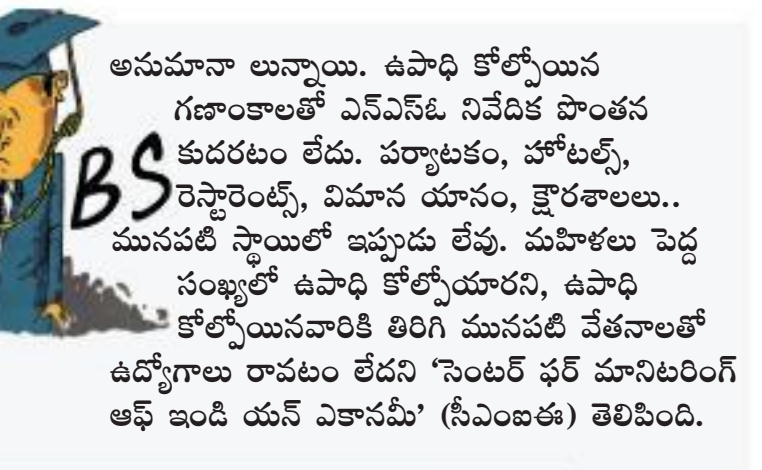 అనుమానా లున్నాయి. ఉపాధి కోల్పోయిన
గణాంకాలతో ఎన్ఎస్ఓ నివేదిక పొంతన
కుదరటం లేదు. పర్యాటకం, హోటల్స్,
BS
రెస్టారెంట్స్, విమాన యానం, క్షౌరశాలలు..
మునపటి స్థాయిలో ఇప్పుడు లేవు. మహిళలు పెద్ద
సంఖ్యలో ఉపాధి కోల్పోయారని, ఉపాధి
కోల్పోయినవారికి తిరిగి మునపటి వేతనాలతో
ఉద్యోగాలు రావటం లేదని ‘సెంటర్ ఫర్ మానిటరింగ్
ఆఫ్ ఇండి యన్ ఎకానమీ’ (సీఎంఐఈ) తెలిపింది.